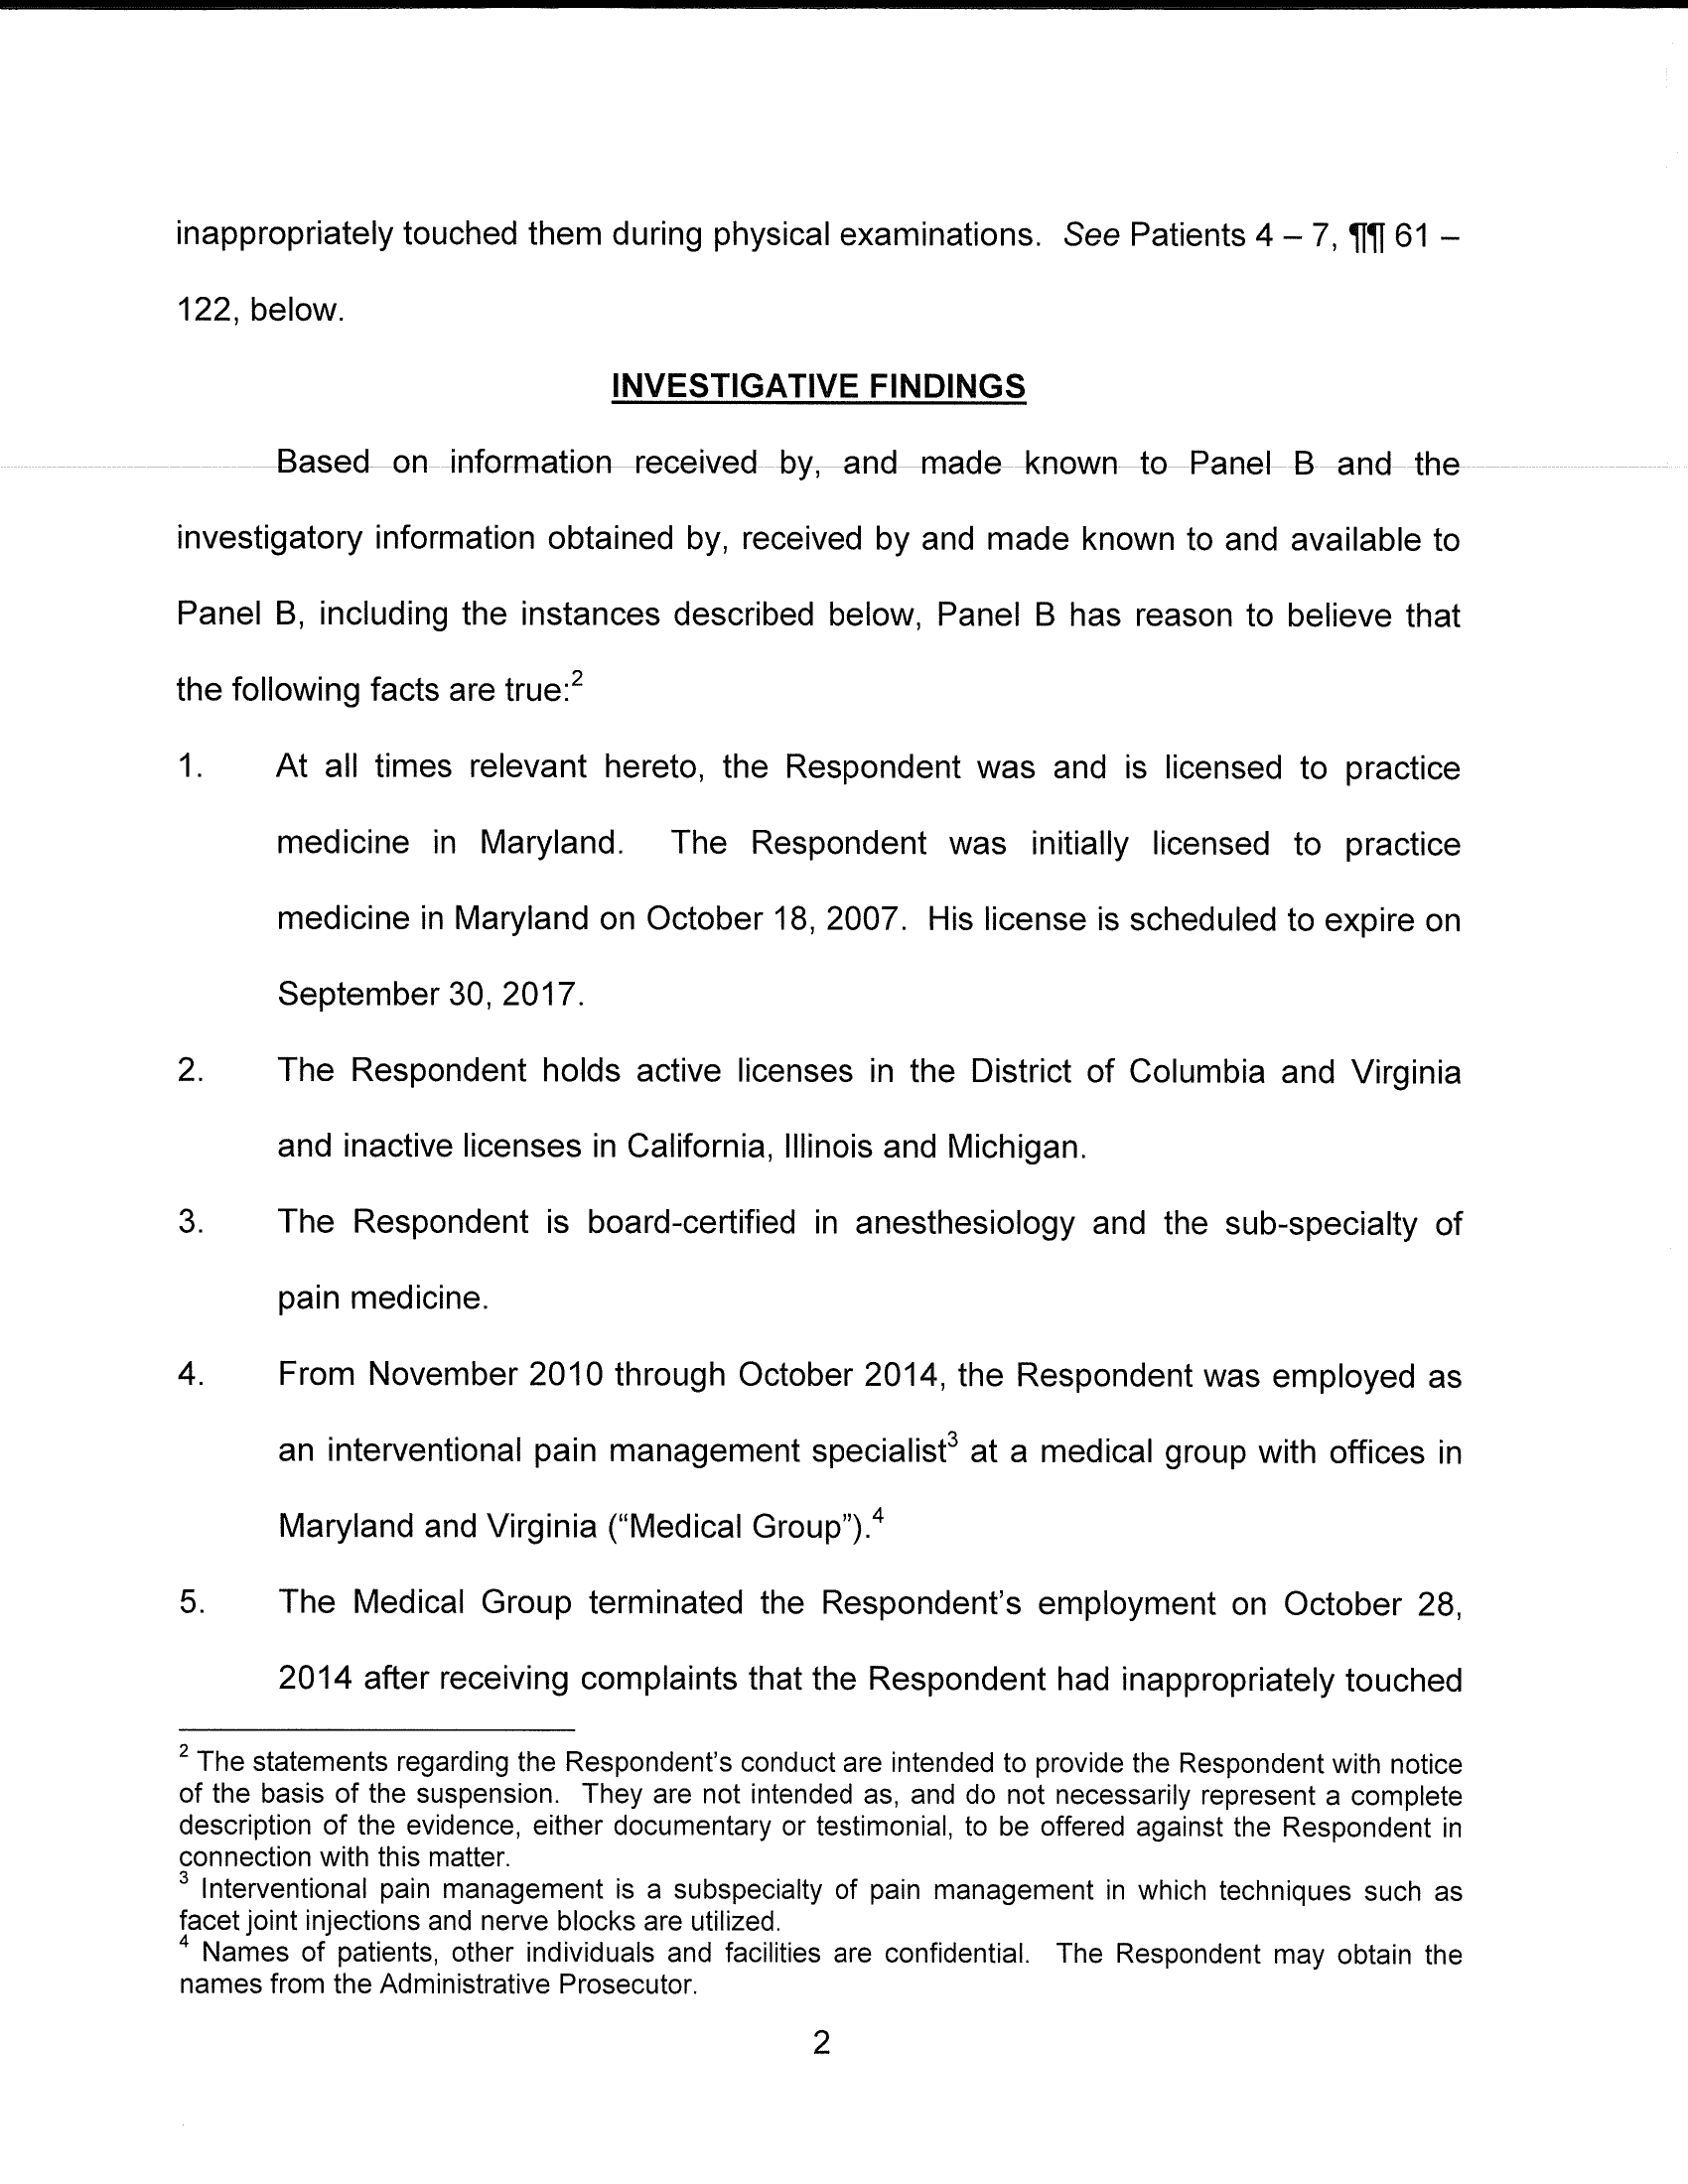 inappropriately touched them during physical examinations. See Patients 4 – 7, ¶¶ 61 –
122, below.
INVESTIGATIVE FINDINGS
Based on information received by, and made known to Panel B and the
investigatory information obtained by, received by and made known to and available to
Panel B, including the instances described below, Panel B has reason to believe that
the following facts are true:²
1. At all times relevant hereto, the Respondent was and is licensed to practice
medicine in Maryland. The Respondent was initially licensed to practice
medicine in Maryland on October 18, 2007. His license is scheduled to expire on
September 30, 2017.
2. The Respondent holds active licenses in the District of Columbia and Virginia
and inactive licenses in California, Illinois and Michigan.
3. The Respondent is board-certified in anesthesiology and the sub-specialty of
pain medicine.
4. From November 2010 through October 2014, the Respondent was employed as
an interventional pain management specialist³ at a medical group with offices in
Maryland and Virginia (“Medical Group”).⁴
5. The Medical Group terminated the Respondent’s employment on October 28,
2014 after receiving complaints that the Respondent had inappropriately touched
² The statements regarding the Respondent’s conduct are intended to provide the Respondent with notice
of the basis of the suspension. They are not intended as, and do not necessarily represent a complete
description of the evidence, either documentary or testimonial, to be offered against the Respondent in
connection with this matter.
³ Interventional pain management is a subspecialty of pain management in which techniques such as
facet joint injections and nerve blocks are utilized.
⁴ Names of patients, other individuals and facilities are confidential. The Respondent may obtain the
names from the Administrative Prosecutor.
2